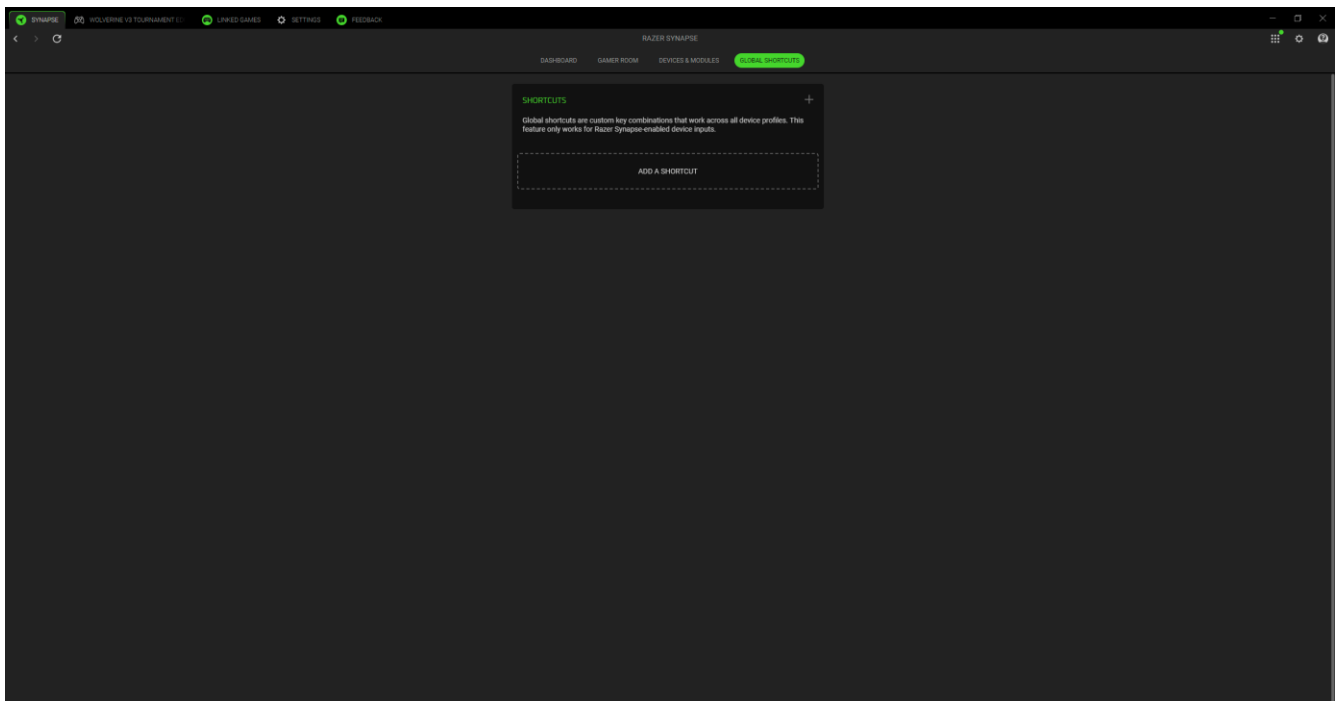 SYNAPSE WOLVERINE V3 TOURNAMENT E LINKED GAMES SETTINGS FEEDBACK
RAZER SYNAPSE
DASHBOARD GAMER ROOM DEVICES & MODULES GLOBAL SHORTCUTS
SHORTCUTS
Global shortcuts are custom key combinations that work across all device profiles. This
feature only works for Razer Synapse-enabled device inputs.
ADD A SHORTCUT